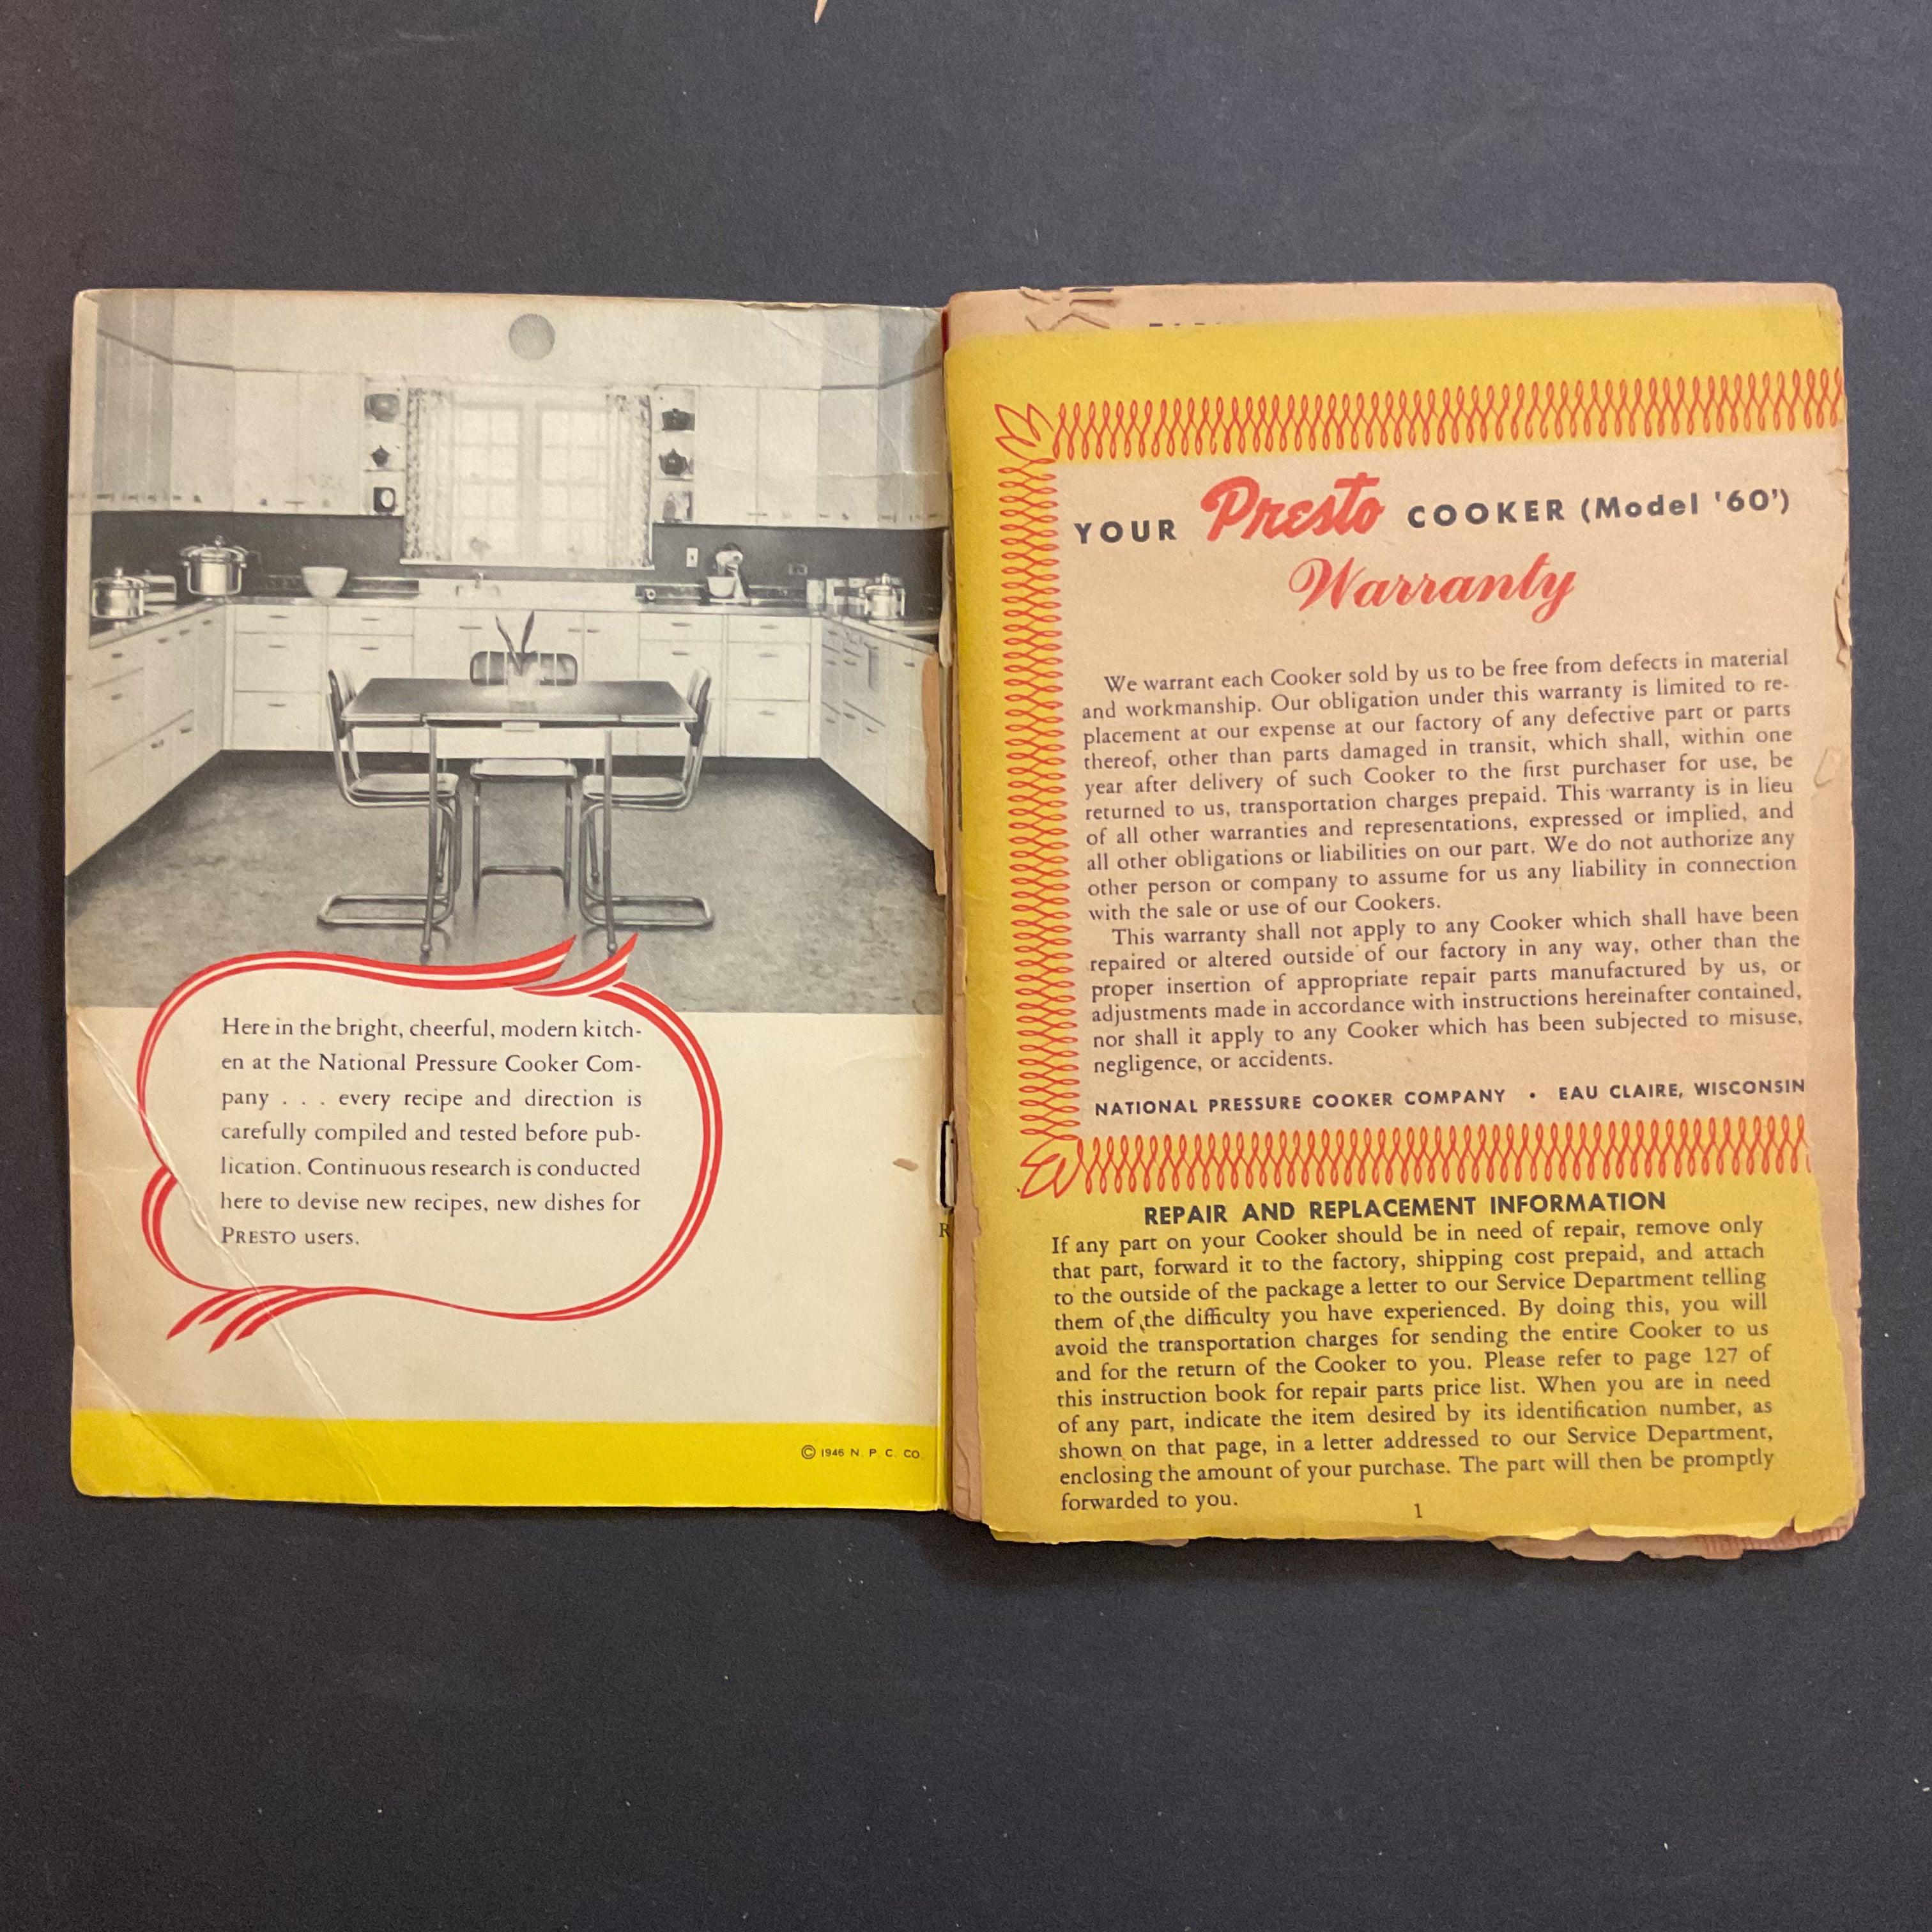 Here in the bright, cheerful, modern kitch-
en at the National Pressure Cooker Com-
pany . . . every recipe and direction is
carefully compiled and tested before pub-
lication. Continuous research is conducted
here to devise new recipes, new dishes for
PRESTO users.
© 1946 N. P. C. CO.
R
YOUR Presto COOKER (Model '60')
Warranty
We warrant each Cooker sold by us to be free from defects in material
and workmanship. Our obligation under this warranty is limited to re-
placement at our expense at our factory of any defective part or parts
thereof, other than parts damaged in transit, which shall, within one
year after delivery of such Cooker to the first purchaser for use, be
returned to us, transportation charges prepaid. This warranty is in lieu
of all other warranties and representations, expressed or implied, and
all other obligations or liabilities on our part. We do not authorize any
other person or company to assume for us any liability in connection
with the sale or use of our Cookers.
This warranty shall not apply to any Cooker which shall have been
repaired or altered outside of our factory in any way, other than the
proper insertion of appropriate repair parts manufactured by us, or
adjustments made in accordance with instructions hereinafter contained,
nor shall it apply to any Cooker which has been subjected to misuse,
negligence, or accidents.
NATIONAL PRESSURE COOKER COMPANY • EAU CLAIRE, WISCONSIN
REPAIR AND REPLACEMENT INFORMATION
If any part on your Cooker should be in need of repair, remove only
that part, forward it to the factory, shipping cost prepaid, and attach
to the outside of the package a letter to our Service Department telling
them of the difficulty you have experienced. By doing this, you will
avoid the transportation charges for sending the entire Cooker to us
and for the return of the Cooker to you. Please refer to page 127 of
this instruction book for repair parts price list. When you are in need
of any part, indicate the item desired by its identification number, as
shown on that page, in a letter addressed to our Service Department,
enclosing the amount of your purchase. The part will then be promptly
forwarded to you.
1